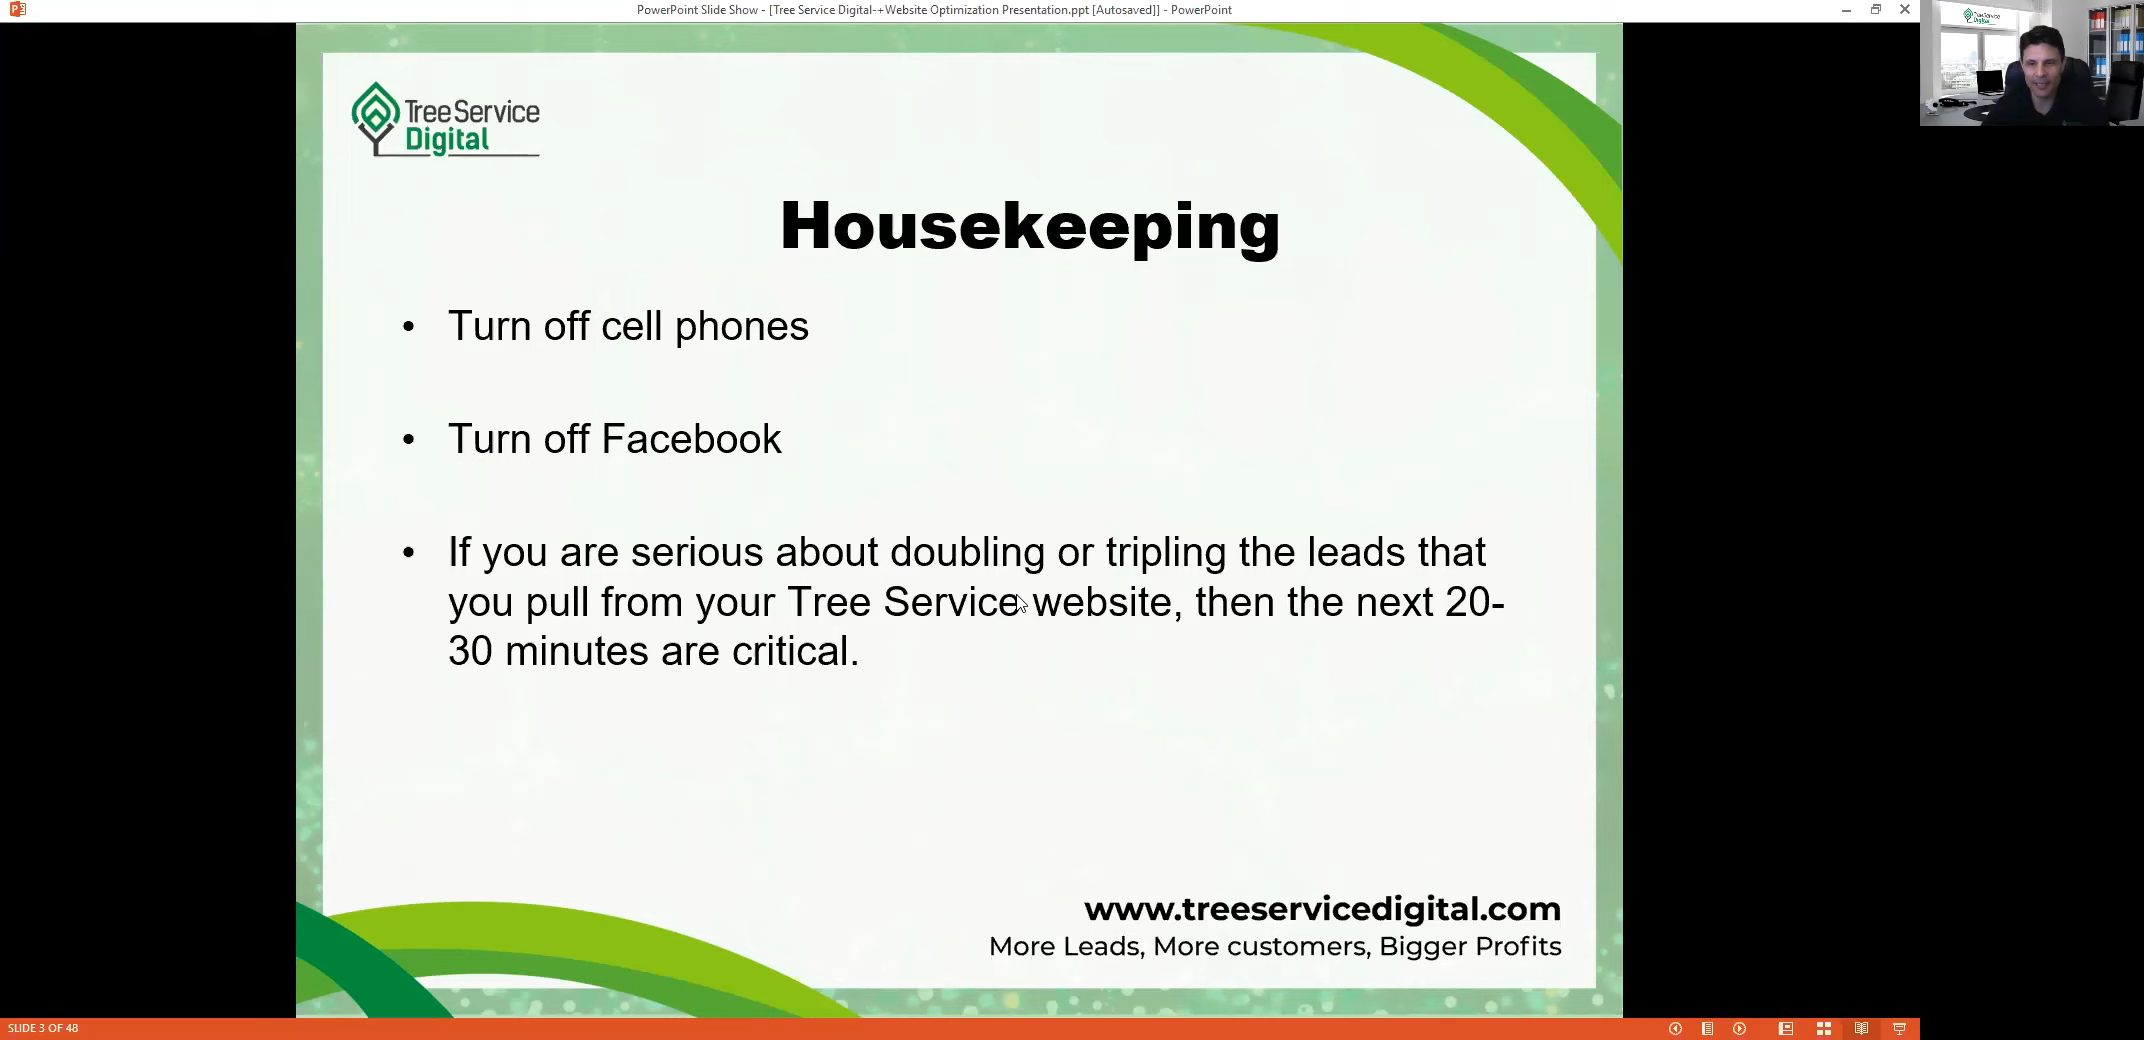 PowerPoint Slide Show - [Tree Service Digital-+Website Optimization Presentation.ppt [Autosaved]] - PowerPoint
TreeService
Digital
Tree Service
Digital
Housekeeping
• Turn off cell phones
• Turn off Facebook
• If you are serious about doubling or tripling the leads that
you pull from your Tree Service website, then the next 20-
30 minutes are critical.
www.treeservicedigital.com
More Leads, More customers, Bigger Profits
SLIDE 3 OF 48